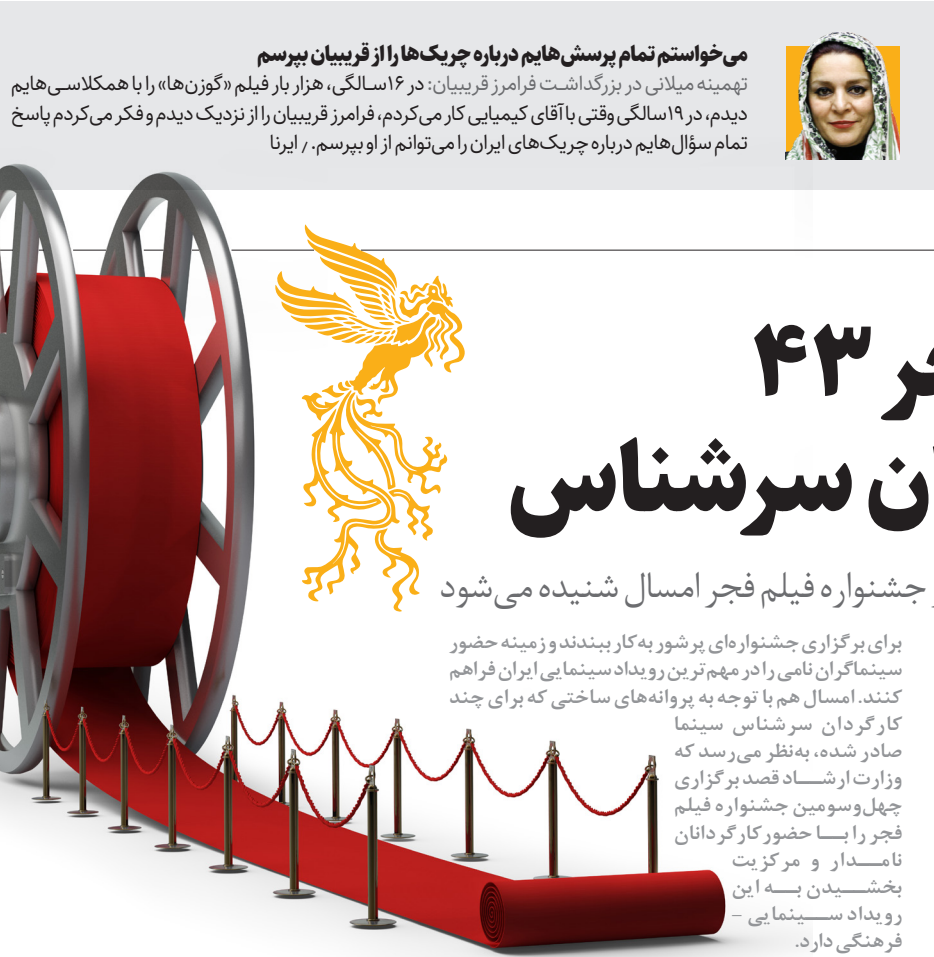 می‌خواستم تمام پرسش‌هایم درباره چریک‌ها را از قریبیان بپرسم
تهمینه میلانی در بزرگداشت فرامرز قریبیان: در ۱۶سالگی، هزار بار فیلم «گوزن‌ها» را با همکلاسی‌هایم
دیدم، در ۱۹سالگی وقتی با آقای کیمیایی کار می‌کردم، فرامرز قریبیان را از نزدیک دیدم و فکر می‌کردم پاسخ
تمام سؤال‌هایم درباره چریک‌های ایران را می‌توانم از او بپرسم. / ایرنا
۴۳
سرشناس
جشنواره فیلم فجر امسال شنیده می‌شود
برای برگزاری جشنواره‌ای پرشور به‌کار ببندند و زمینه حضور
سینماگران نامی را در مهم‌ترین رویداد سینمایی ایران فراهم
کنند. امسال هم با توجه به پروانه‌های ساختی که برای چند
کارگردان سرشناس سینما
صادر شده، به‌نظر می‌رسد که
وزارت ارشاد قصد برگزاری
چهل‌وسومین جشنواره فیلم
فجر را با حضور کارگردانان
نامدار و مرکزیت
بخشیدن به این
رویداد سینمایی -
فرهنگی دارد.